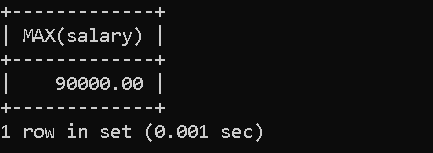 +-------------+
| MAX(salary) |
+-------------+
|    90000.00 |
+-------------+
1 row in set (0.001 sec)